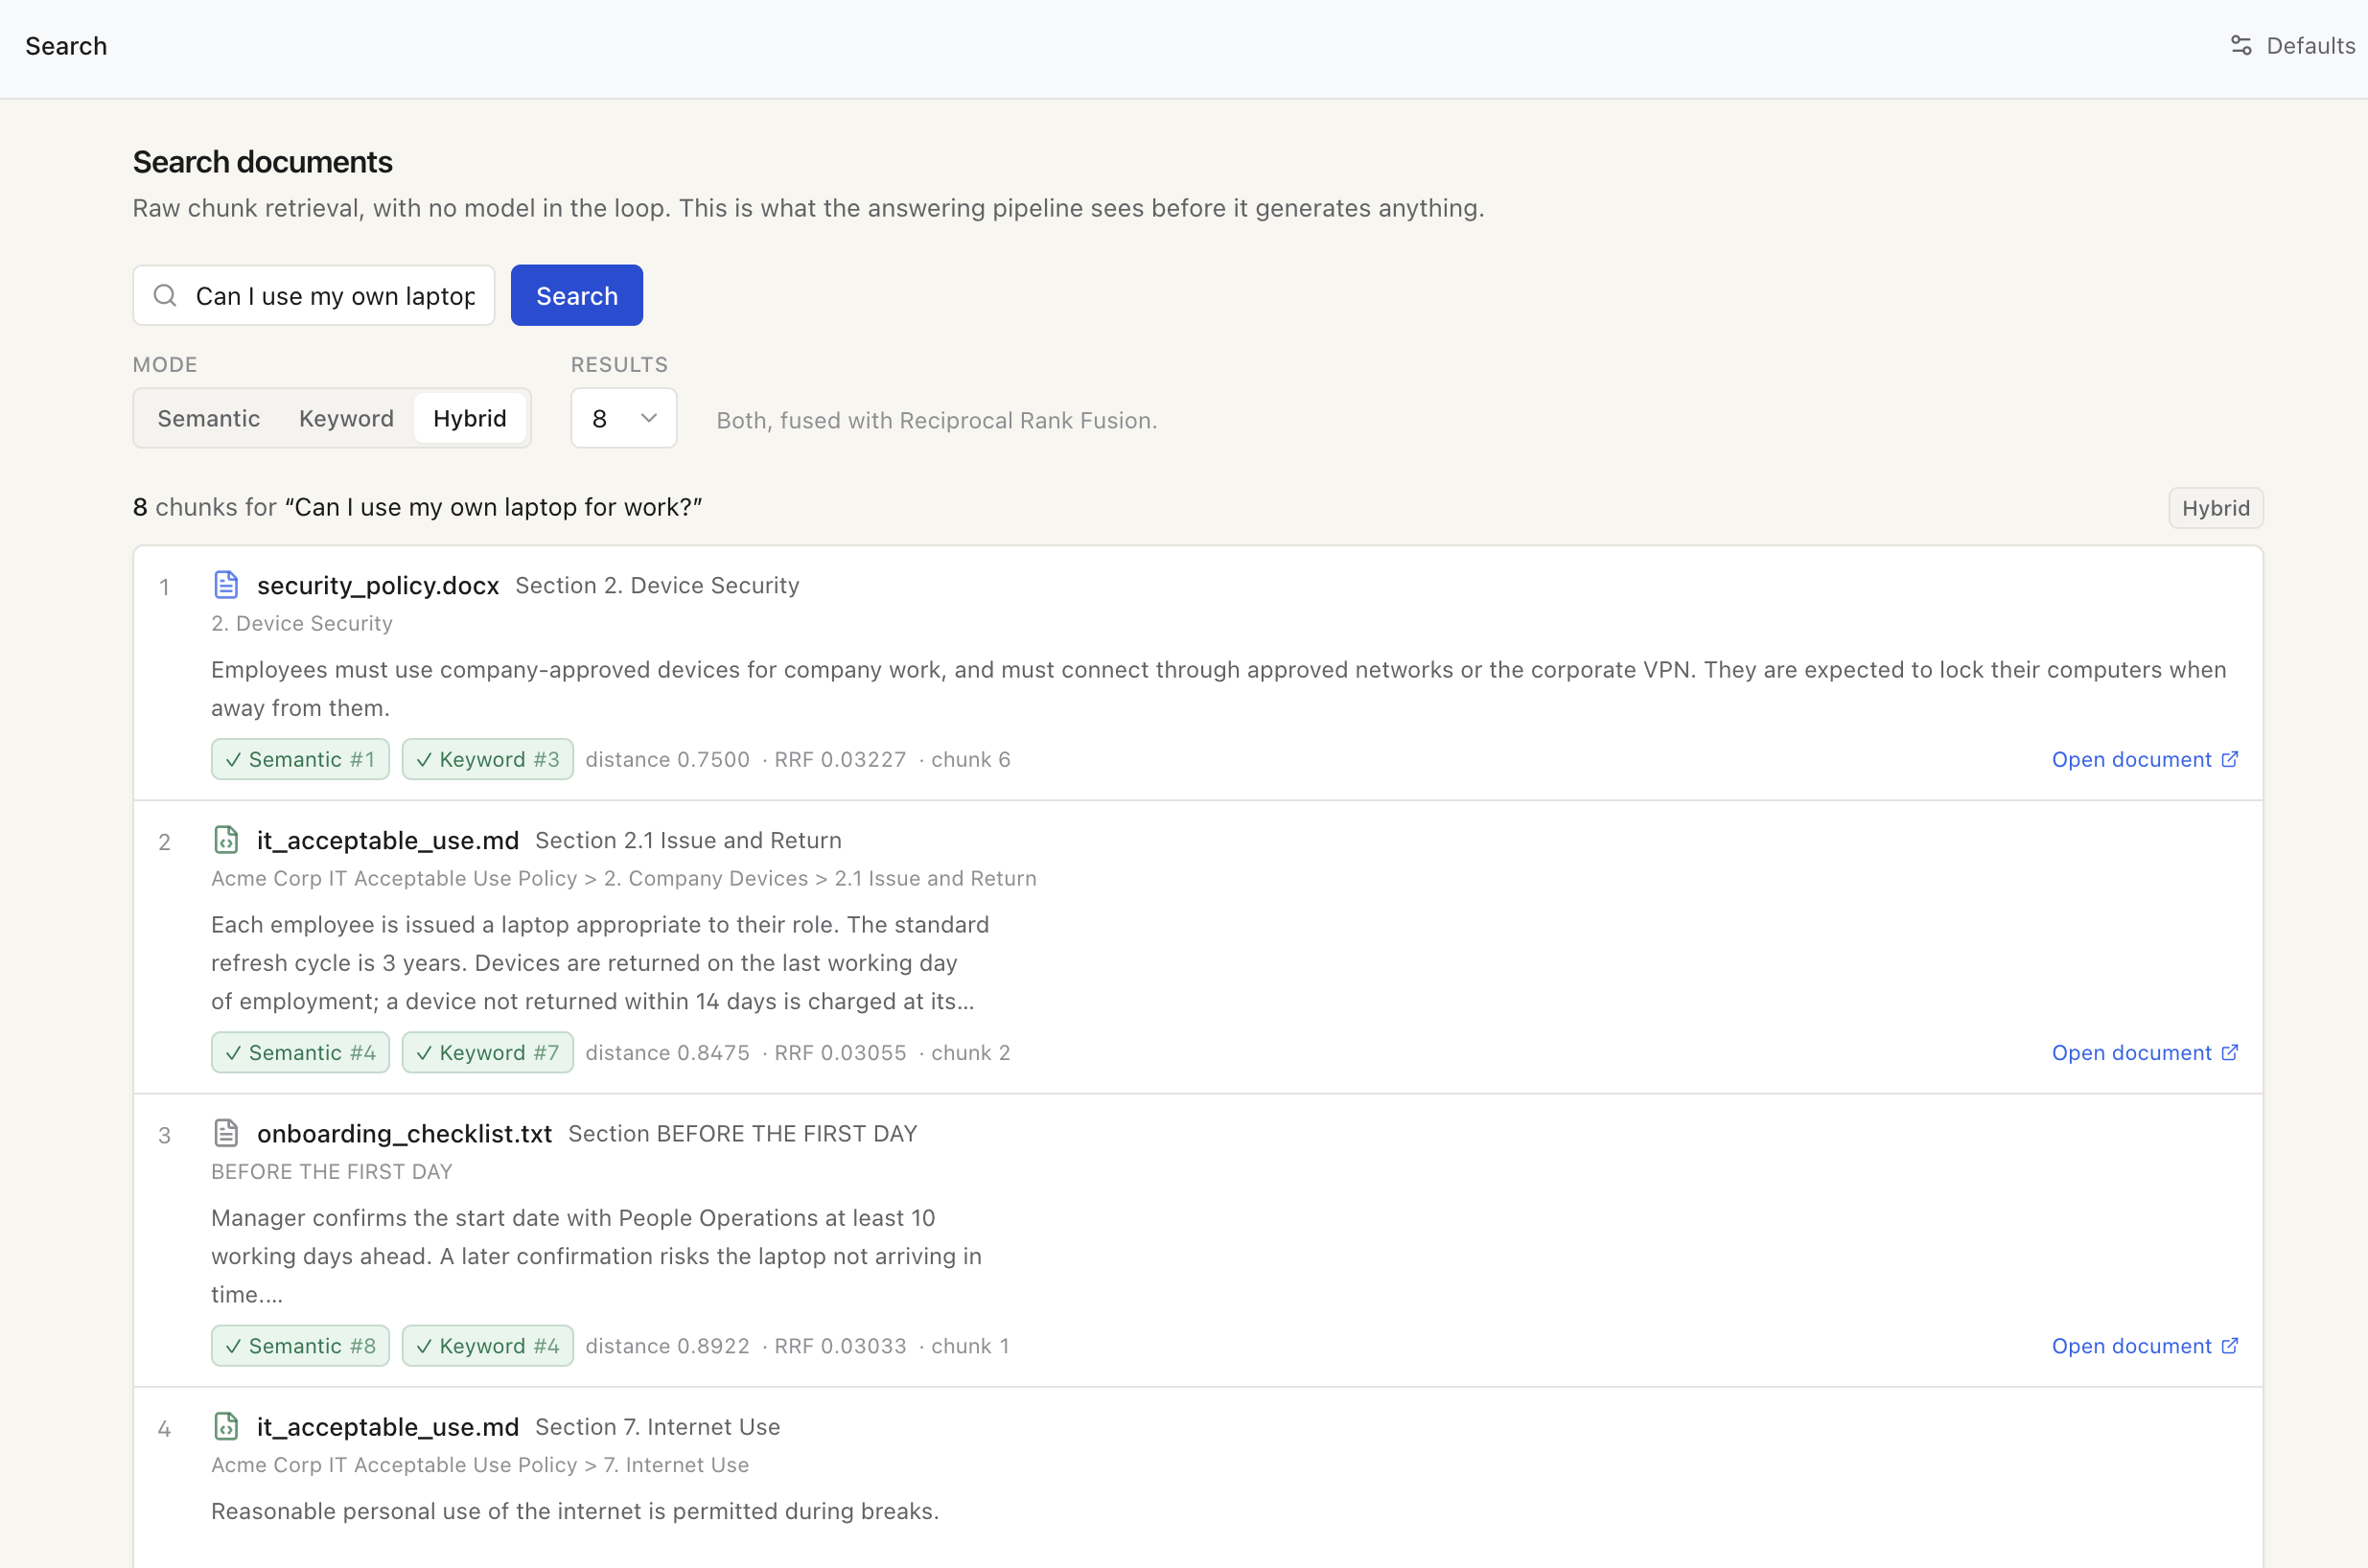 Search
Defaults
Search documents
Raw chunk retrieval, with no model in the loop. This is what the answering pipeline sees before it generates anything.
Can I use my own laptop
Search
MODE
RESULTS
Semantic
Keyword
Hybrid
8
Both, fused with Reciprocal Rank Fusion.
8 chunks for “Can I use my own laptop for work?”
Hybrid
1
security_policy.docx Section 2. Device Security
2. Device Security
Employees must use company-approved devices for company work, and must connect through approved networks or the corporate VPN. They are expected to lock their computers when
away from them.
✓ Semantic #1 ✓ Keyword #3 distance 0.7500 · RRF 0.03227 · chunk 6
Open document
2
it_acceptable_use.md Section 2.1 Issue and Return
Acme Corp IT Acceptable Use Policy > 2. Company Devices > 2.1 Issue and Return
Each employee is issued a laptop appropriate to their role. The standard
refresh cycle is 3 years. Devices are returned on the last working day
of employment; a device not returned within 14 days is charged at its...
✓ Semantic #4 ✓ Keyword #7 distance 0.8475 · RRF 0.03055 · chunk 2
Open document
3
onboarding_checklist.txt Section BEFORE THE FIRST DAY
BEFORE THE FIRST DAY
Manager confirms the start date with People Operations at least 10
working days ahead. A later confirmation risks the laptop not arriving in
time....
✓ Semantic #8 ✓ Keyword #4 distance 0.8922 · RRF 0.03033 · chunk 1
Open document
4
it_acceptable_use.md Section 7. Internet Use
Acme Corp IT Acceptable Use Policy > 7. Internet Use
Reasonable personal use of the internet is permitted during breaks.